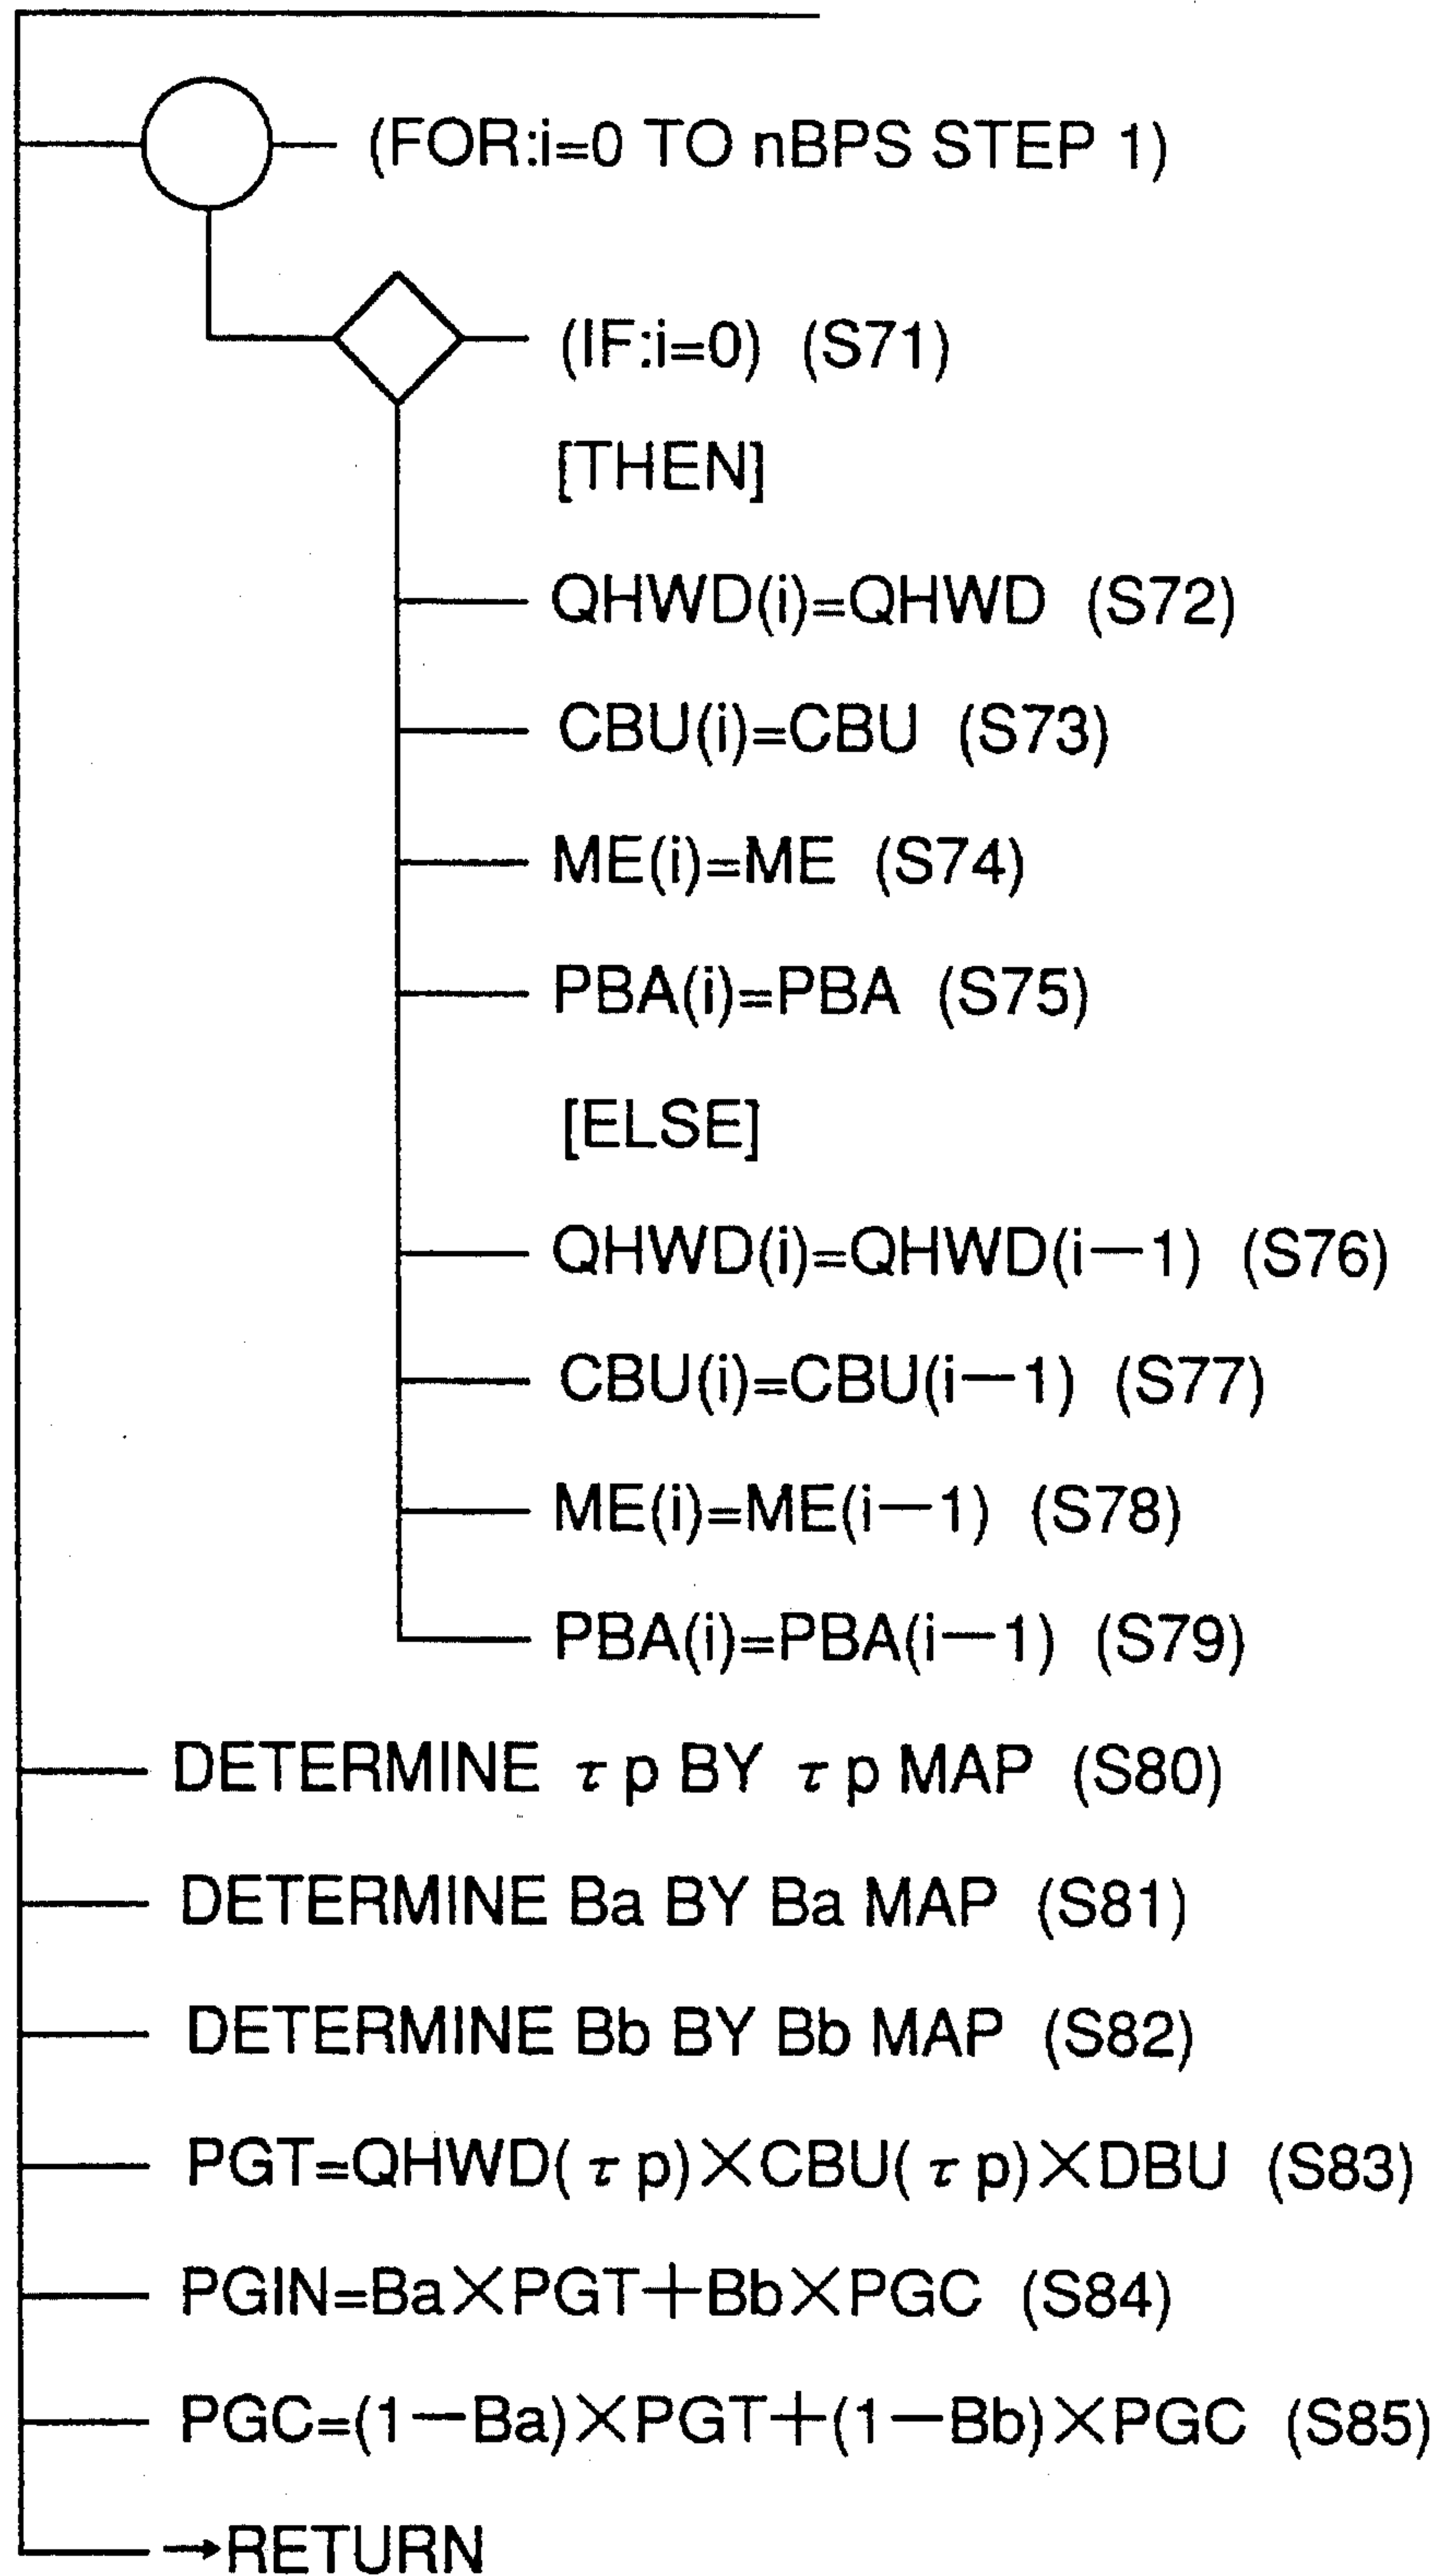 (FOR:i=0 TO nBPS STEP 1)
(IF:i=0) (S71)
[THEN]
QHWD(i)=QHWD (S72)
CBU(i)=CBU (S73)
ME(i)=ME (S74)
PBA(i)=PBA (S75)
[ELSE]
QHWD(i)=QHWD(i−1) (S76)
CBU(i)=CBU(i−1) (S77)
ME(i)=ME(i−1) (S78)
PBA(i)=PBA(i−1) (S79)
DETERMINE τp BY τp MAP (S80)
DETERMINE Ba BY Ba MAP (S81)
DETERMINE Bb BY Bb MAP (S82)
PGT=QHWD(τp)×CBU(τp)×DBU (S83)
PGIN=Ba×PGT+Bb×PGC (S84)
PGC=(1−Ba)×PGT+(1−Bb)×PGC (S85)
→RETURN